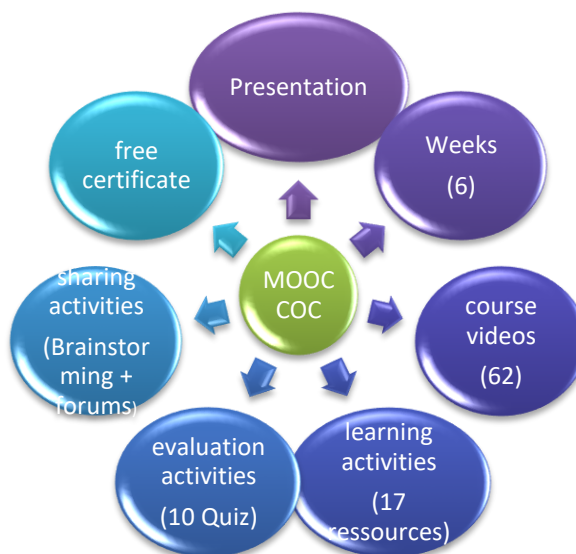 Presentation
Weeks
(6)
course
videos
(62)
learning
activities
(17
ressources)
evaluation
activities
(10 Quiz)
sharing
activities
(Brainstor
ming +
forums)
free
certificate
MOOC
COC